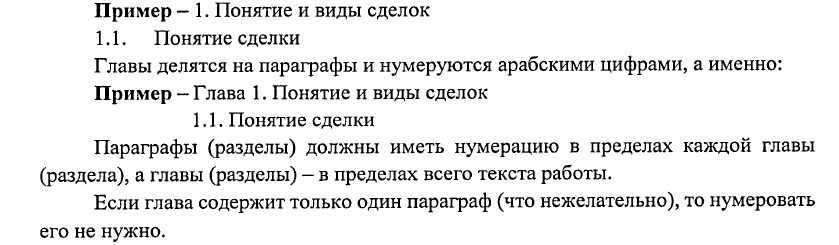 Пример – 1. Понятие и виды сделок
1.1. Понятие сделки
Главы делятся на параграфы и нумеруются арабскими цифрами, а именно:
Пример – Глава 1. Понятие и виды сделок
1.1. Понятие сделки
Параграфы (разделы) должны иметь нумерацию в пределах каждой главы
(раздела), а главы (разделы) – в пределах всего текста работы.
Если глава содержит только один параграф (что нежелательно), то нумеровать
его не нужно.